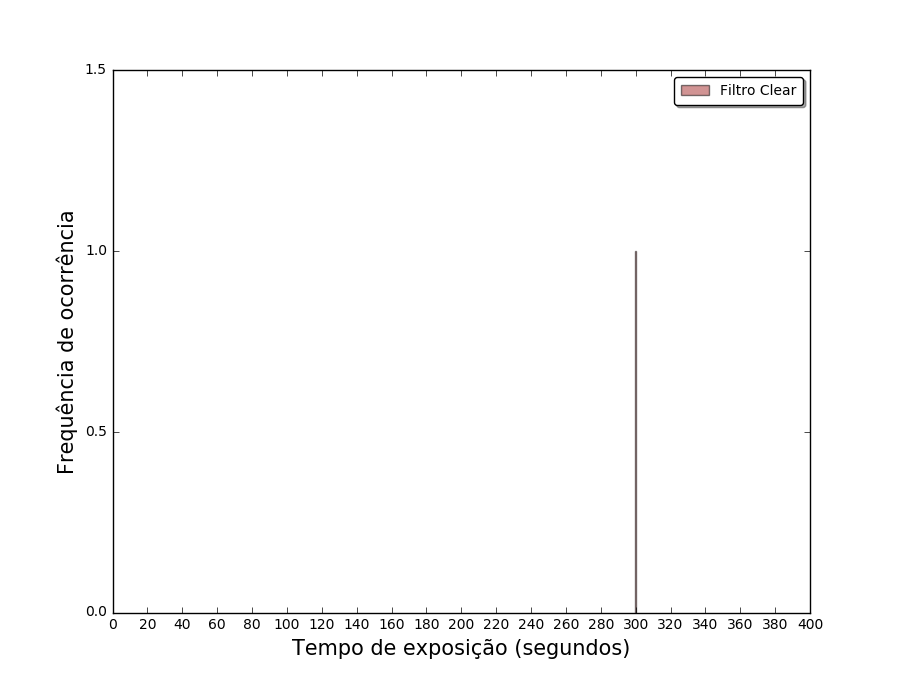 Filtro Clear
1.5
1.0
0.5
0.0
Frequência de ocorrência
0 20 40 60 80 100 120 140 160 180 200 220 240 260 280 300 320 340 360 380 400
Tempo de exposição (segundos)